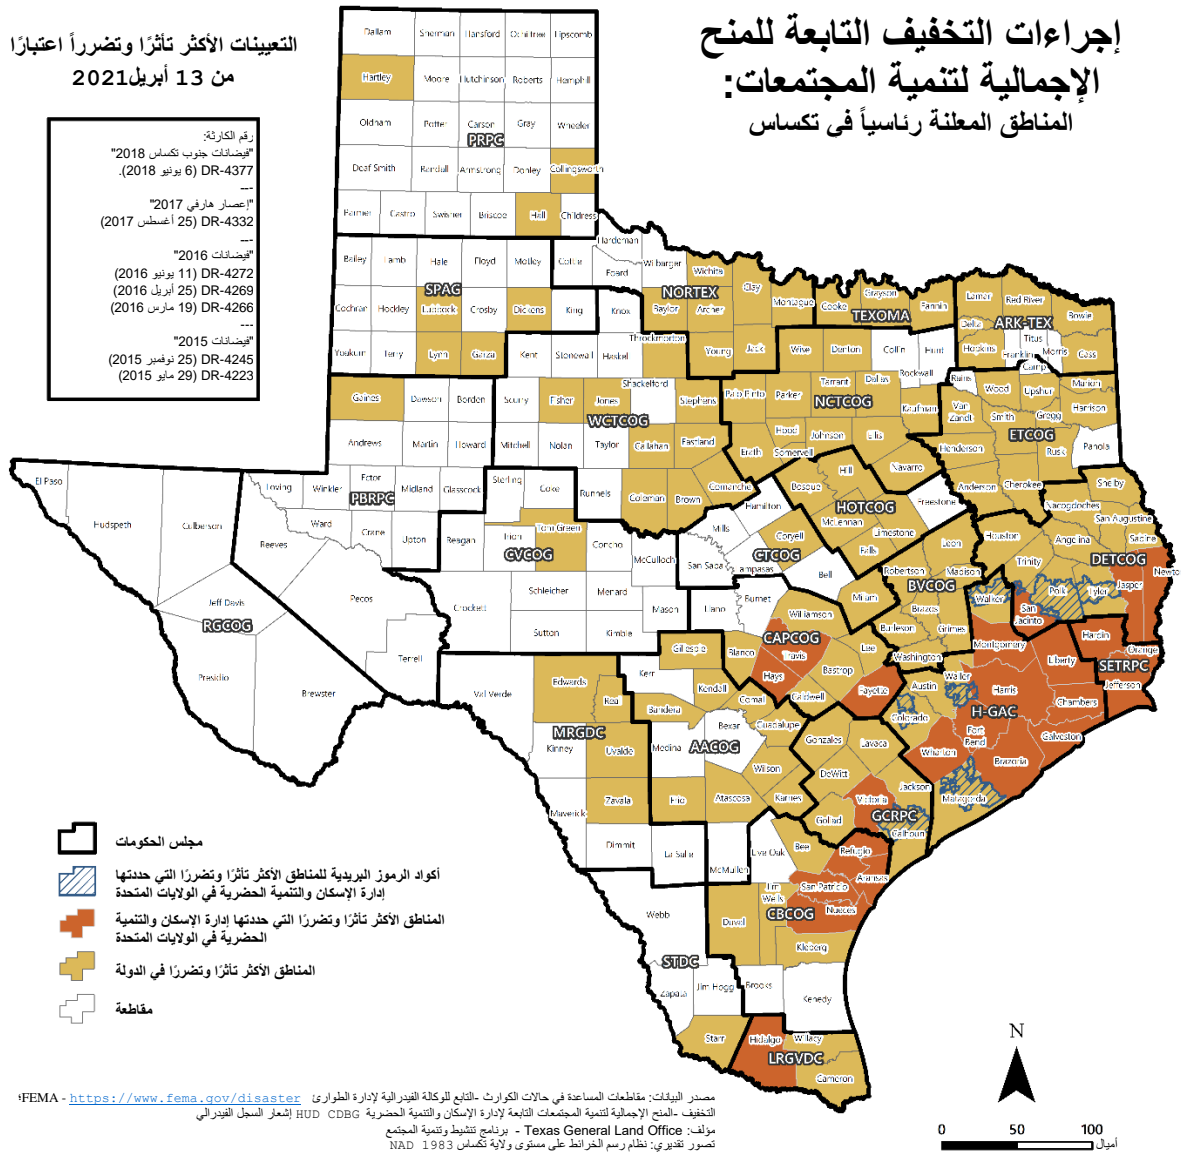 إجراءات التخفيف التابعة للمنح
الإجمالية لتنمية المجتمعات:
المناطق المعلنة رئاسياً في تكساس
التعيينات الأكثر تأثرًا وتضرراً اعتبارًا
من 13 أبريل2021
رقم الكارثة:
"فيضانات جنوب تكساس 2018"
DR-4377 (6 يونيو 2018).
---
"إعصار هارفي 2017"
DR-4332 (25 أغسطس 2017)
---
"فيضانات 2016"
DR-4272 (11 يونيو 2016)
DR-4269 (25 أبريل 2016)
DR-4266 (19 مارس 2016)
---
"فيضانات 2015"
DR-4245 (25 نوفمبر 2015)
DR-4223 (29 مايو 2015)
Dallam Sherman Hansford Ochiltree Lipscomb
Hartley Moore Hutchinson Roberts Hemphill
Oldham Potter Carson Gray Wheeler
PRPC
Deaf Smith Randall Armstrong Donley Collingsworth
Parmer Castro Swisher Briscoe Hall Childress
Hardeman
Bailey Lamb Hale Floyd Motley Cottle Foard Wilbarger Wichita
SPAG NORTEX
Clay Montague Cooke Grayson Fannin Lamar Red River Bowie
TEXOMA ARK-TEX
Cochran Hockley Lubbock Crosby Dickens King Knox Baylor Archer
Delta Hopkins Franklin Titus Morris Cass Camp
Yoakum Terry Lynn Garza Kent Stonewall Haskel Throckmorton Young Jack Wise Denton Collin Hunt
Rockwall Rains Wood Upshur Marion
Gaines Dawson Borden Scurry Fisher Jones Shackelford Stephens Palo Pinto Parker Tarrant Dallas Kaufman Van Zandt Smith Gregg Harrison
WCTCOG NCTCOG ETCOG
Andrews Martin Howard Mitchell Nolan Taylor Callahan Eastland Erath Hood Somervell Johnson Ellis Henderson Rusk Panola
Navarro Hill
El Paso Hudspeth Culberson Loving Winkler Ector Midland Glasscock Sterling Coke Runnels Coleman Brown Comanche Bosque Freestone Anderson Cherokee Shelby
PBRPC HOTCOG
Nacogdoches San Augustine Sabine
Hamilton Mills McLennan Limestone
Ward Crane Upton Reagan Irion Tom Green Concho McCulloch San Saba Lampasas Coryell Falls Leon Houston Angelina
CVCOG CTCOG DETCOG
Reeves Bell Robertson Madison Trinity Newto
BVCOG
Jeff Davis Pecos Crockett Schleicher Menard Mason Llano Burnet Milam Walker Polk Tyler Jasper
RGCOG
Williamson Brazos San Jacinto
Sutton Kimble Burleson Grimes Hardin
CAPCOG
Presidio Brewster Terrell Gillespie Blanco Travis Lee Washington Montgomery Liberty Orange
SETRPC
Val Verde Edwards Real Kerr Kendall Hays Bastrop Waller Austin Harris Jefferson
Comal Caldwell Fayette Chambers
H-GAC
Bandera Bexar Guadalupe Colorado Fort Bend Galveston
MRGDC AACOG
Kinney Uvalde Medina Gonzales Lavaca Wharton Brazoria
Wilson DeWitt
Maverick Zavala Frio Atascosa Karnes Jackson Matagorda
Victoria Goliad
GCRPC
Calhoun
Dimmit La Salle McMullen Live Oak Bee Refugio
Aransas
San Patricio
Webb Duval Jim Wells Nueces
CBCOG
Kleberg
STDC
Zapata Jim Hogg Brooks Kenedy
Starr Hidalgo Willacy
LRGVDC
Cameron
مجلس الحكومات
أكواد الرموز البريدية للمناطق الأكثر تأثرًا وتضررًا التي حددتها
إدارة الإسكان والتنمية الحضرية في الولايات المتحدة
المناطق الأكثر تأثرًا وتضررًا التي حددتها إدارة الإسكان والتنمية
الحضرية في الولايات المتحدة
المناطق الأكثر تأثرًا وتضررًا في الدولة
مقاطعة
N
0 50 100
أميال
مصدر البيانات: مقاطعات المساعدة في حالات الكوارث -التابع للوكالة الفيدرالية لإدارة الطوارئ FEMA - https://www.fema.gov/disaster؛
التخفيف -المنح الإجمالية لتنمية المجتمعات التابعة لإدارة الإسكان والتنمية الحضرية HUD CDBG إشعار السجل الفيدرالي
مؤلف: Texas General Land Office - برنامج تنشيط وتنمية المجتمع
تصور تقديري: نظام رسم الخرائط على مستوى ولاية تكساس NAD 1983